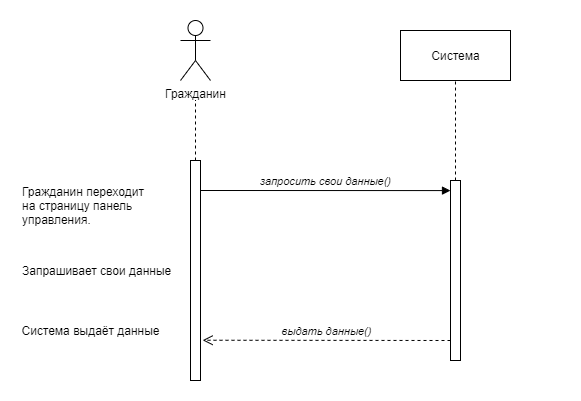 Система
Гражданин
запросить свои данные()
Гражданин переходит
на страницу панель
управления.
Запрашивает свои данные
Система выдаёт данные
выдать данные()